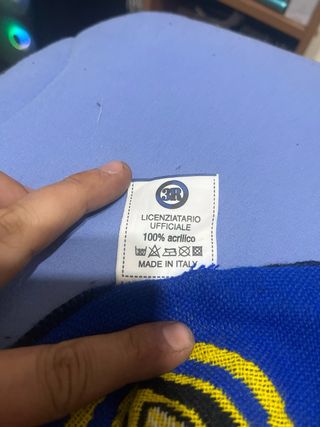 3R
LICENZIATARIO
UFFICIALE
100% acrilico
MADE IN ITALY